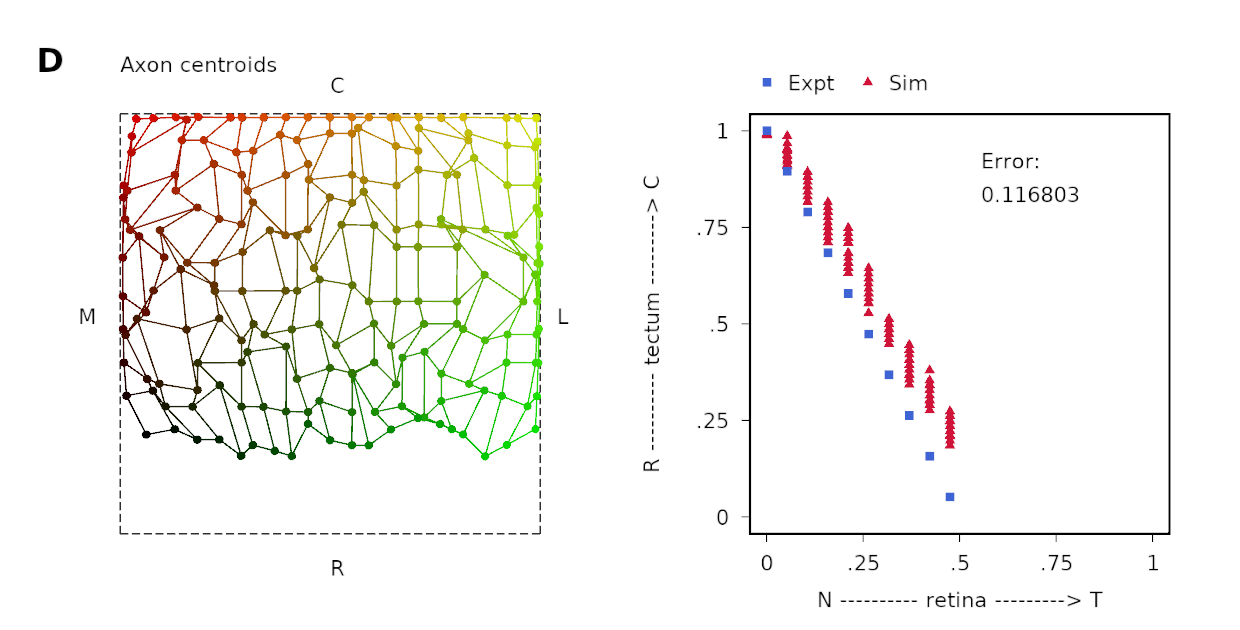 D
Axon centroids
C
M
L
R
Expt Sim
Error:
0.116803
1
.75
.5
.25
0
R --------- tectum ---------> C
0 .25 .5 .75 1
N ---------- retina ---------> T